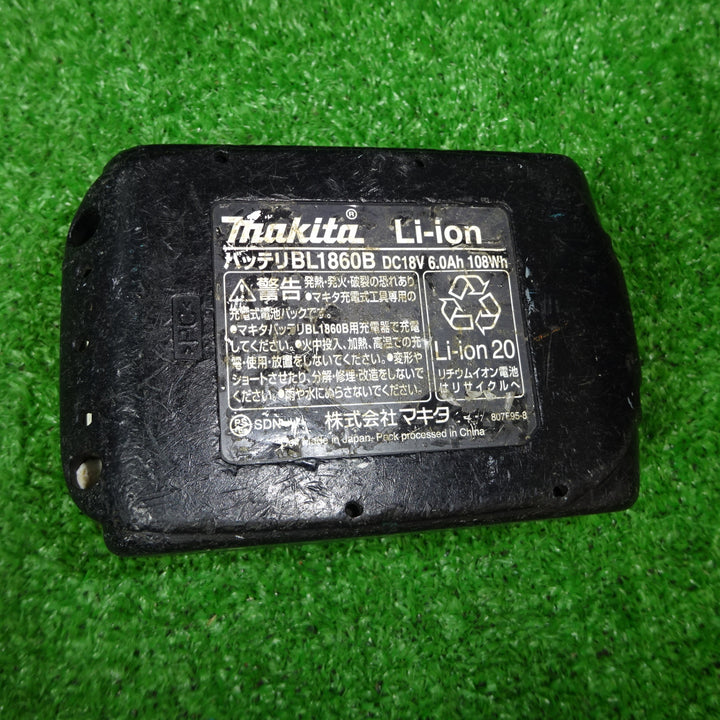 makita® Li-ion
バッテリBL1860B DC18V 6.0Ah 108Wh
警告 発熱・発火・破裂の恐れあり
●マキタ充電式工具専用の
充電式電池パックです。
●マキタバッテリBL1860B用充電器で充電
してください。●火中投入、加熱、高温での充
電・使用・放置をしないでください。●変形や
ショートさせたり、分解・修理・改造をしないで
ください。●雨や水にぬらさないでください。
Li-ion 20
リチウムイオン電池
はリサイクルへ
PS E SDN
株式会社マキタ
807F95-8
Made in Japan, Pack processed in China
TC